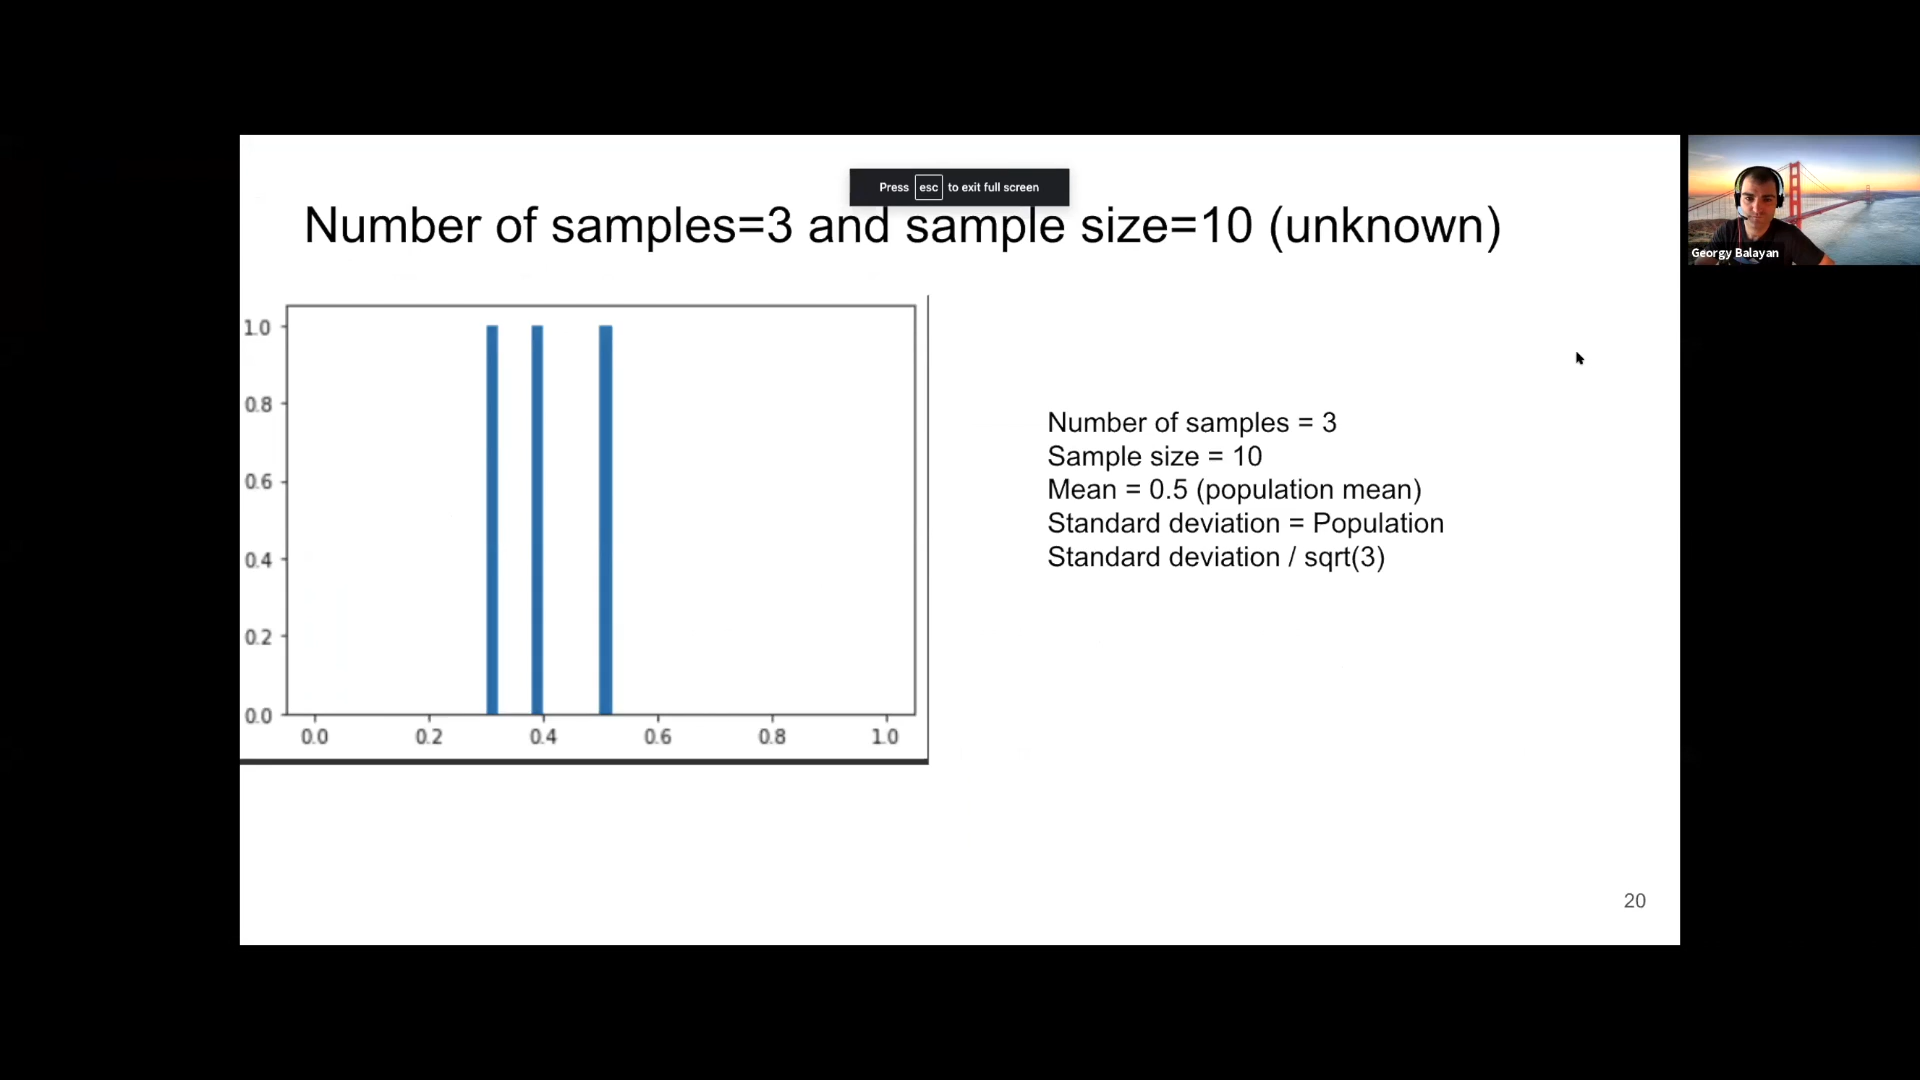 Press esc to exit full screen
Number of samples=3 and sample size=10 (unknown)
Georgy Balayan
1.0
0.8
0.6
0.4
0.2
0.0
0.0 0.2 0.4 0.6 0.8 1.0
Number of samples = 3
Sample size = 10
Mean = 0.5 (population mean)
Standard deviation = Population
Standard deviation / sqrt(3)
20